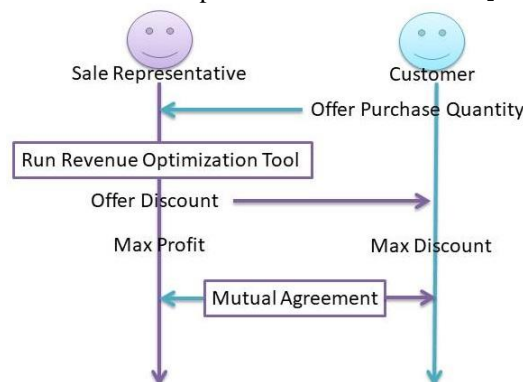 Sale Representative
Customer
Offer Purchase Quantity
Run Revenue Optimization Tool
Offer Discount
Max Profit
Max Discount
Mutual Agreement